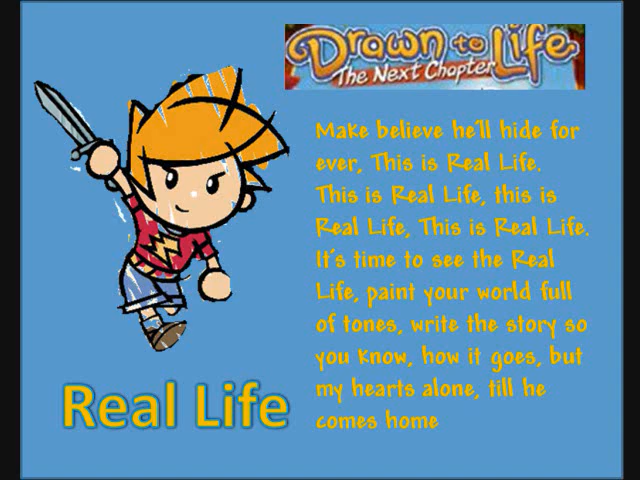 Drawn to Life
The Next Chapter
Make believe he'll hide for
ever, This is Real Life.
This is Real Life, this is
Real Life, This is Real Life.
It's time to see the Real
Life, paint your world full
of tones, write the story so
you know, how it goes, but
my hearts alone, till he
comes home
Real Life